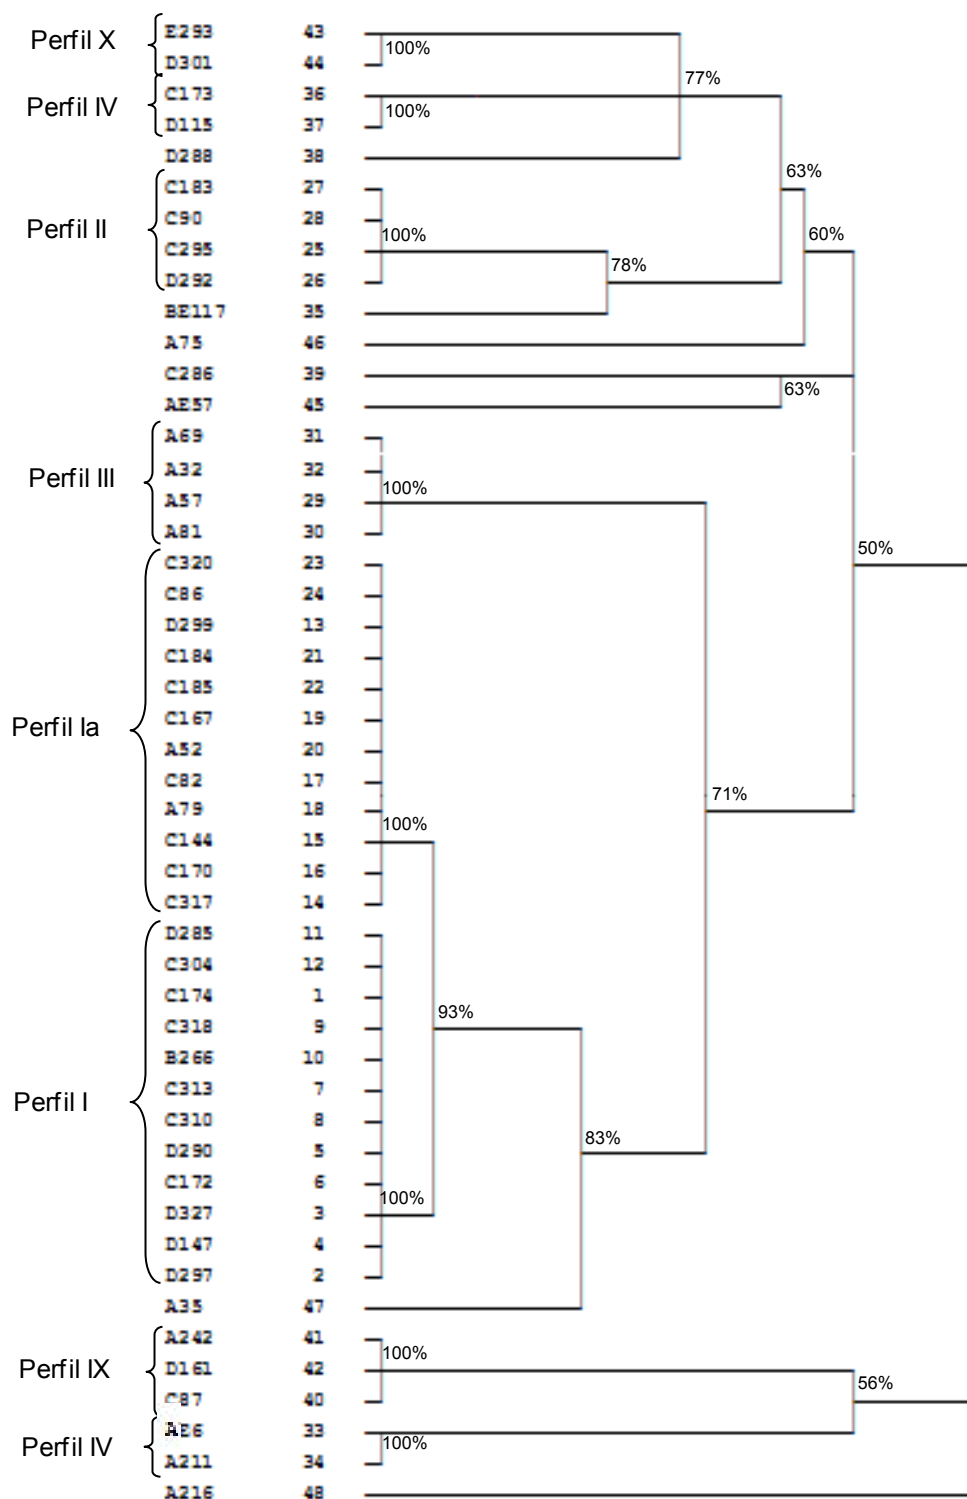 Perfil X E293 43
100%
D301 44
77%
Perfil IV C173 36
100%
D115 37
D288 38
63%
C183 27
Perfil II C90 28
100%
60%
C295 25
78%
D292 26
BE117 35
A75 46
C286 39
63%
AE57 45
A69 31
Perfil III A32 32
100%
A57 29
A81 30
50%
C320 23
C86 24
D299 13
C184 21
C185 22
Perfil Ia C167 19
A52 20
C82 17
71%
A79 18
100%
C144 15
C170 16
C317 14
D285 11
C304 12
C174 1
93%
C318 9
B266 10
Perfil I C313 7
C310 8
83%
D290 5
C172 6
100%
D327 3
D147 4
D297 2
A35 47
A242 41
100%
Perfil IX D161 42
56%
C87 40
AE6 33
Perfil IV 100%
A211 34
A216 48